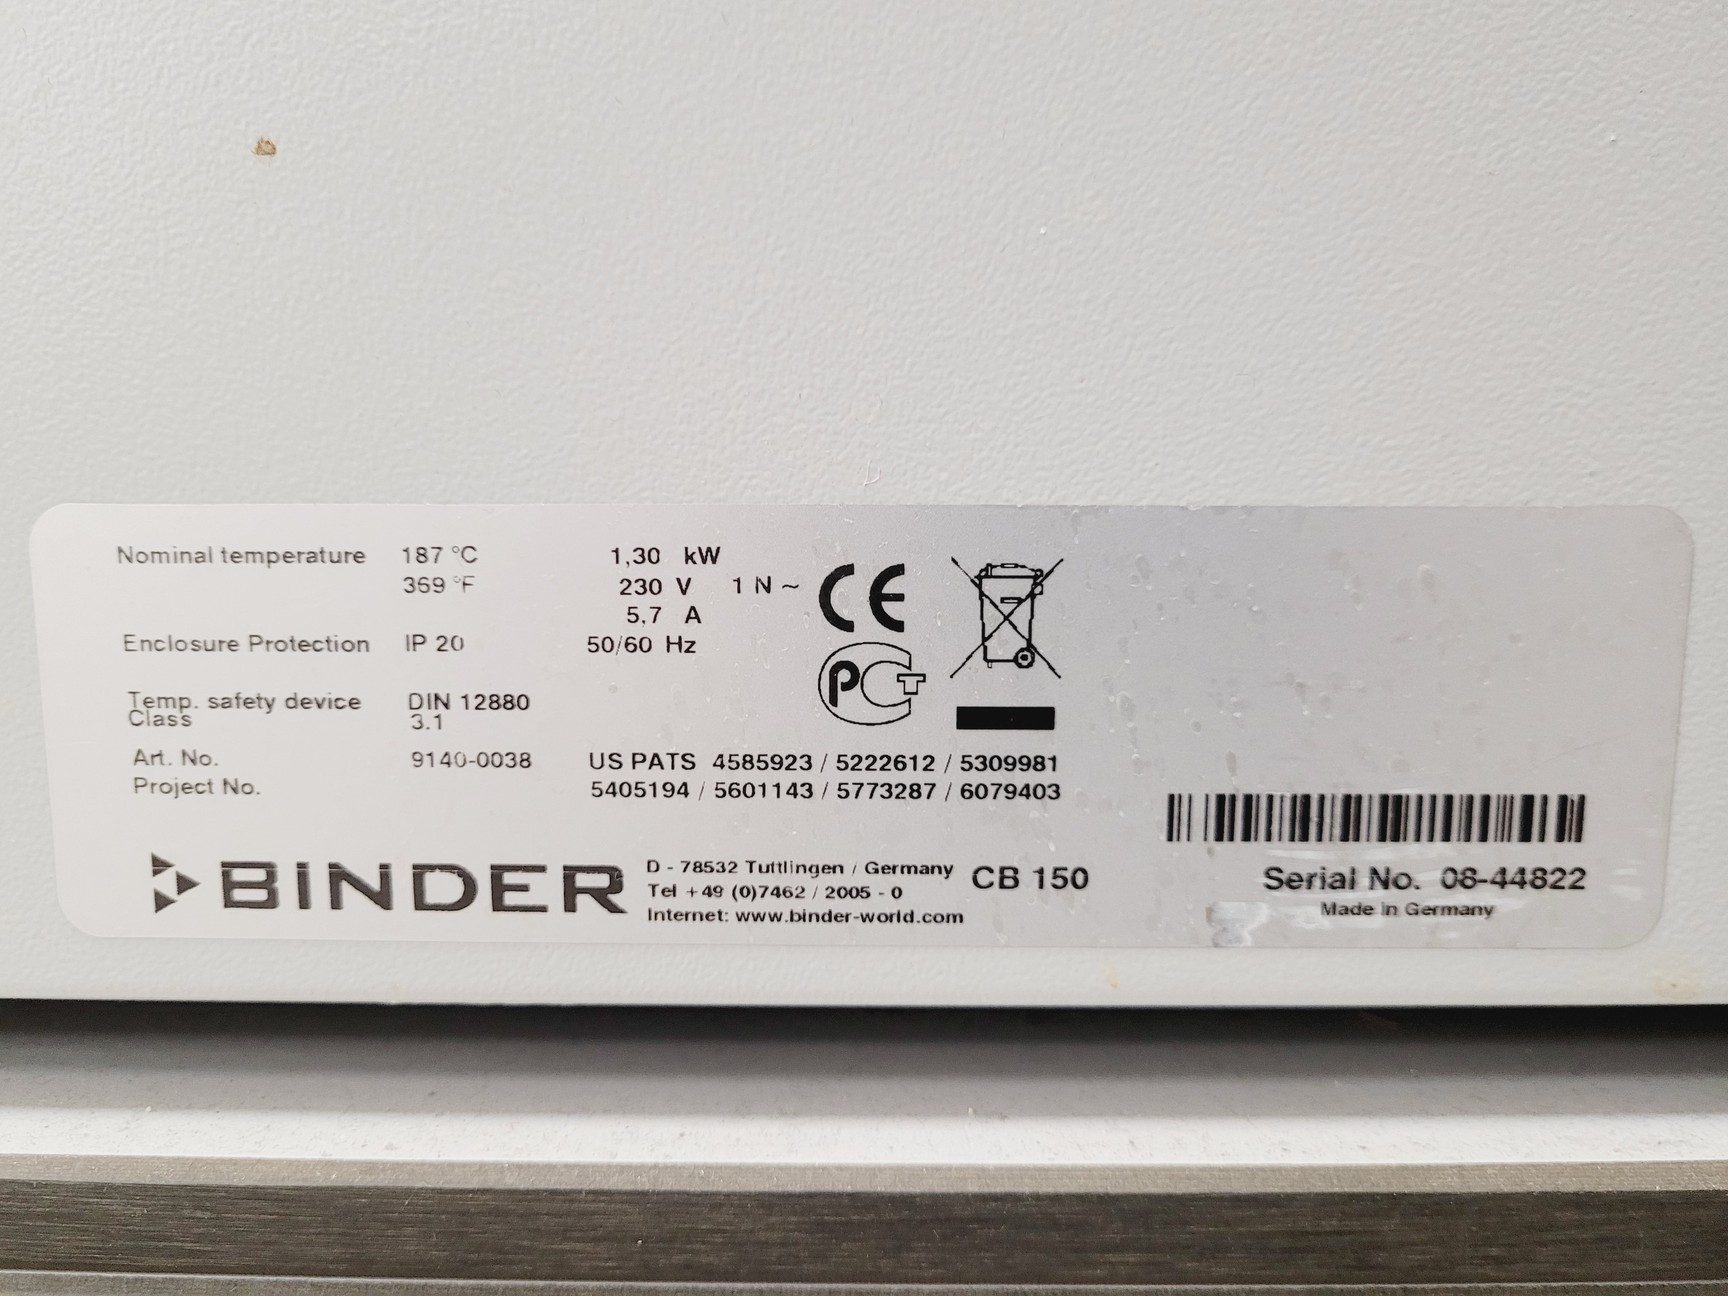 Nominal temperature 187 °C 1,30 kW
369 °F 230 V 1 N ~
5,7 A
Enclosure Protection IP 20 50/60 Hz
Temp. safety device DIN 12880
Class 3.1
Art. No. 9140-0038 US PATS 4585923 / 5222612 / 5309981
Project No. 5405194 / 5601143 / 5773287 / 6079403
CE
PCT
BINDER
D - 78532 Tuttlingen / Germany
Tel +49 (0)7462 / 2005 - 0
Internet: www.binder-world.com
CB 150
Serial No. 08-44822
Made in Germany